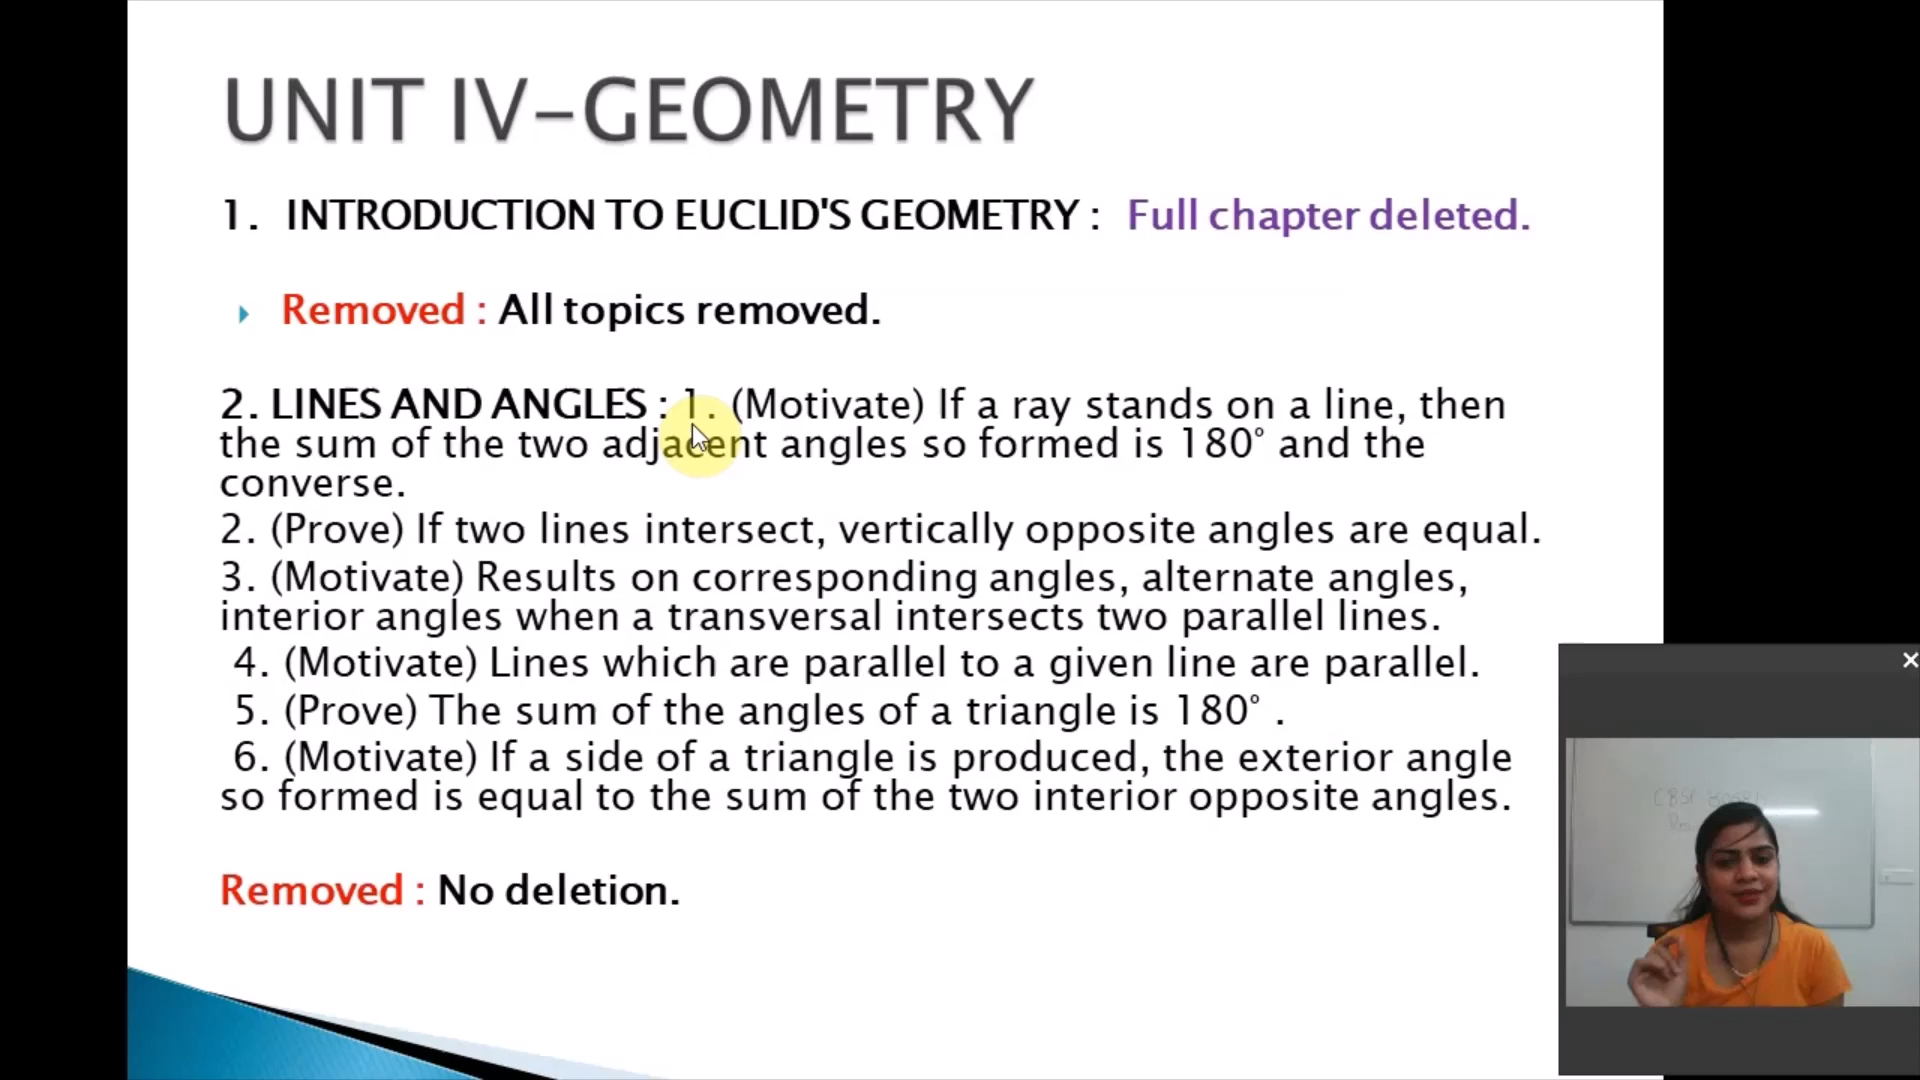 UNIT IV-GEOMETRY
1. INTRODUCTION TO EUCLID'S GEOMETRY : Full chapter deleted.
Removed : All topics removed.
2. LINES AND ANGLES : 1. (Motivate) If a ray stands on a line, then
the sum of the two adjacent angles so formed is 180° and the
converse.
2. (Prove) If two lines intersect, vertically opposite angles are equal.
3. (Motivate) Results on corresponding angles, alternate angles,
interior angles when a transversal intersects two parallel lines.
4. (Motivate) Lines which are parallel to a given line are parallel.
5. (Prove) The sum of the angles of a triangle is 180° .
6. (Motivate) If a side of a triangle is produced, the exterior angle
so formed is equal to the sum of the two interior opposite angles.
Removed : No deletion.
CBSE